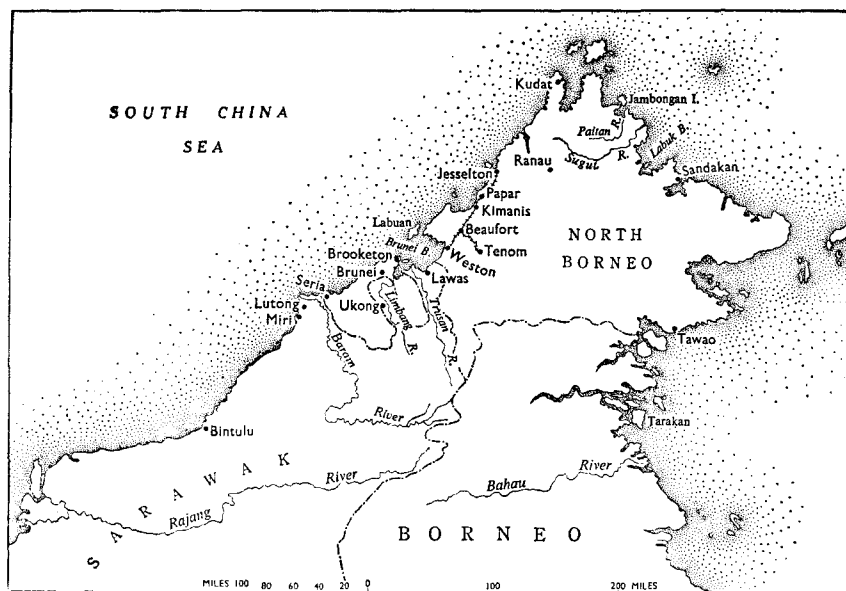 SOUTH CHINA
SEA
Kudat
Jambongan I.
Paitan R.
Sugut R.
Labuk B.
Ranau
Sandakan
Jesselton
Papar
Kimanis
Labuan
Beaufort
Brunei B.
Tenom
NORTH
BORNEO
Weston
Brooketon
Brunei
Lawas
Seria
Lutong
Ukong
Limbang R.
Trusan R.
Miri
Baram River
Tawao
Tarakan
Bintulu
SARAWAK
Rajang River
Bahau River
BORNEO
MILES 100 80 60 40 20 0 100 200 MILES